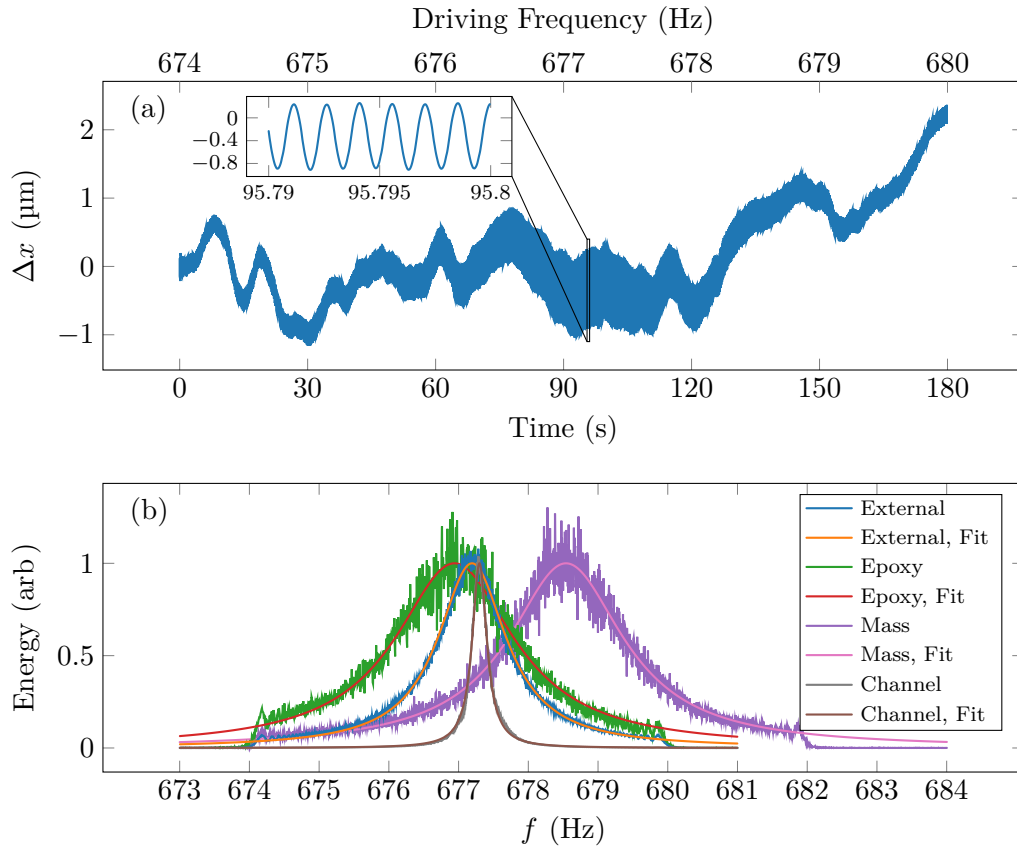 Driving Frequency (Hz)
674 675 676 677 678 679 680
(a)
Δx (µm)
2
1
0
−1
0
−0.4
−0.8
95.79 95.795 95.8
0 30 60 90 120 150 180
Time (s)
(b)
Energy (arb)
1
0.5
0
External
External, Fit
Epoxy
Epoxy, Fit
Mass
Mass, Fit
Channel
Channel, Fit
673 674 675 676 677 678 679 680 681 682 683 684
f (Hz)